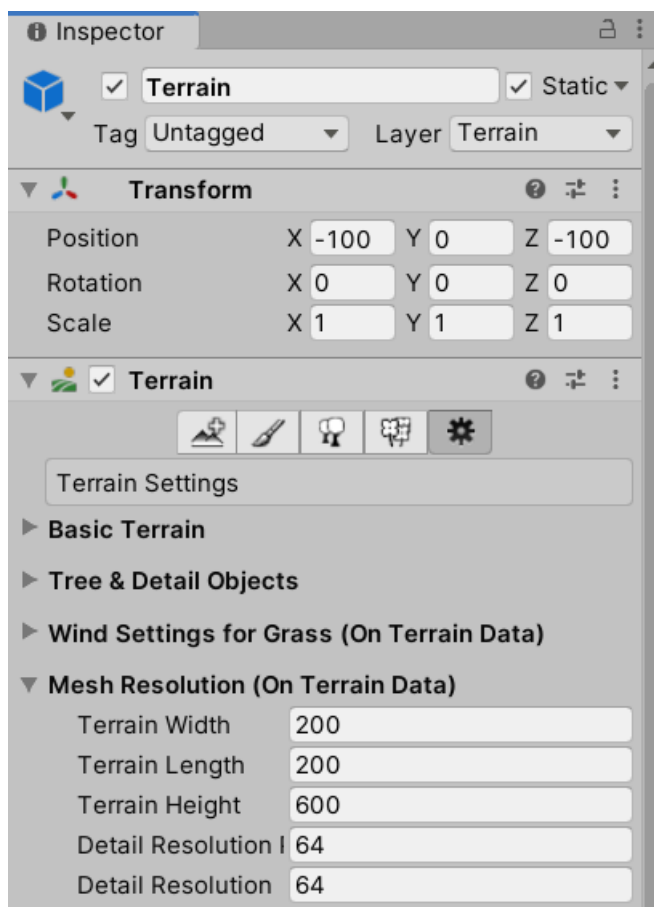 Inspector
Terrain Static
Tag Untagged Layer Terrain
Transform
Position X -100 Y 0 Z -100
Rotation X 0 Y 0 Z 0
Scale X 1 Y 1 Z 1
Terrain
Terrain Settings
Basic Terrain
Tree & Detail Objects
Wind Settings for Grass (On Terrain Data)
Mesh Resolution (On Terrain Data)
Terrain Width 200
Terrain Length 200
Terrain Height 600
Detail Resolution 64
Detail Resolution 64